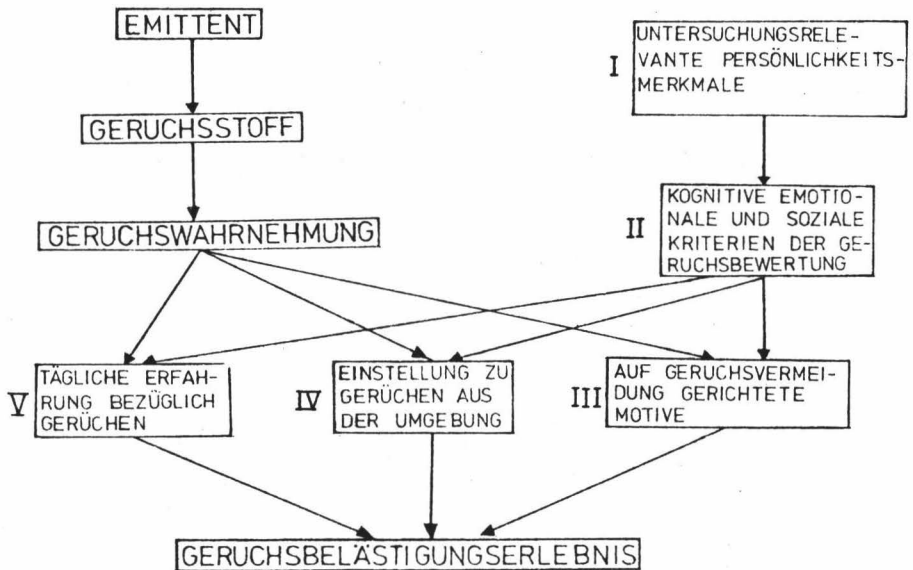 EMITTENT
GERUCHSSTOFF
GERUCHSWAHRNEHMUNG
I
UNTERSUCHUNGSRELE-
VANTE PERSÖNLICHKEITS-
MERKMALE
II
KOGNITIVE EMOTIO-
NALE UND SOZIALE
KRITERIEN DER GE-
RUCHSBEWERTUNG
V
TÄGLICHE ERFAH-
RUNG BEZÜGLICH
GERÜCHEN
IV
EINSTELLUNG ZU
GERÜCHEN AUS
DER UMGEBUNG
III
AUF GERUCHSVERMEI-
DUNG GERICHTETE
MOTIVE
GERUCHSBELÄSTIGUNGSERLEBNIS